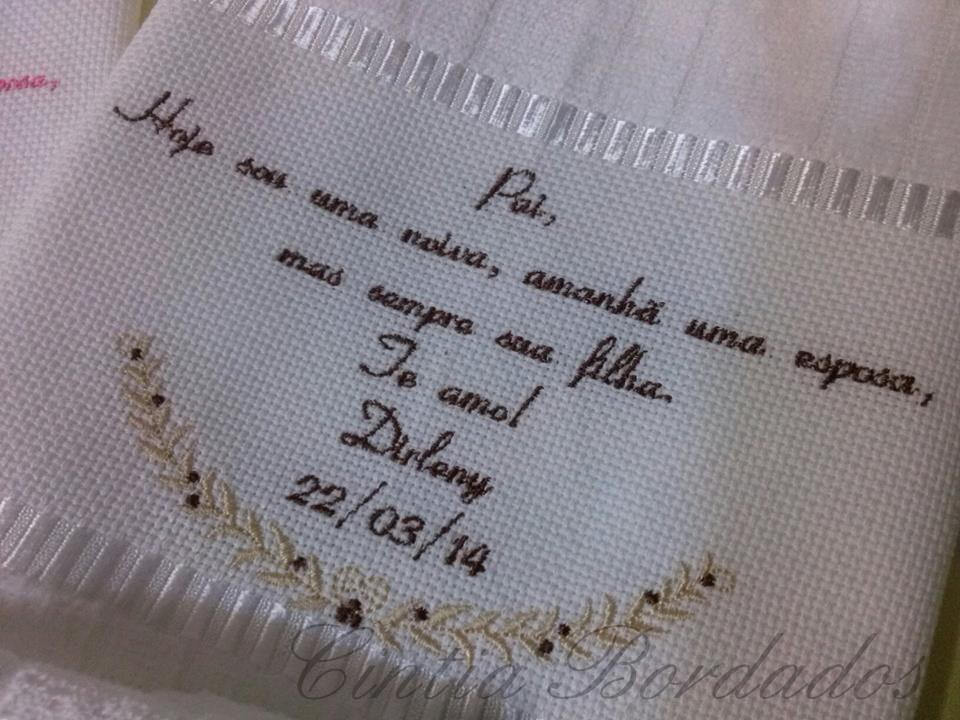 Pai,
Hoje sou uma noiva, amanhã uma esposa,
mas sempre sua filha.
Te amo!
Dirleny
22/03/14
Cintia Bordados